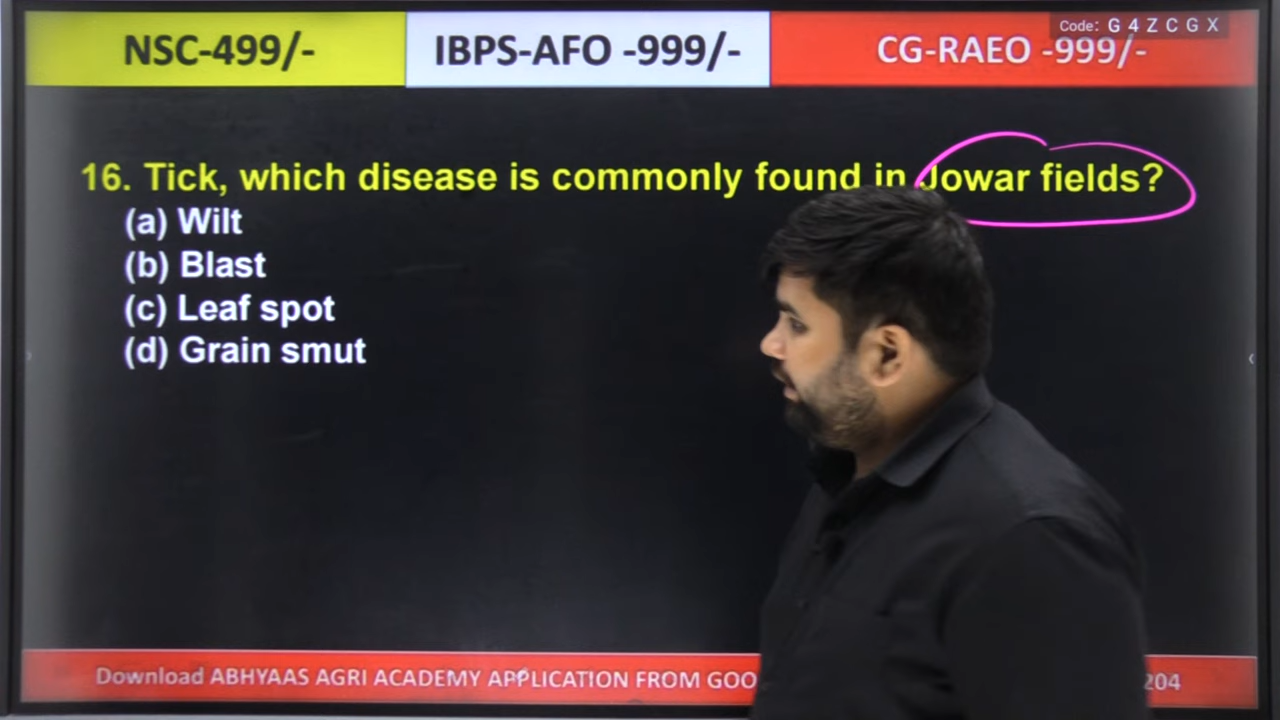 Code: G 4 Z C G X
NSC-499/-
IBPS-AFO -999/-
CG-RAEO -999/-
16. Tick, which disease is commonly found in Jowar fields?
(a) Wilt
(b) Blast
(c) Leaf spot
(d) Grain smut
Download ABHYAAS AGRI ACADEMY APPLICATION FROM GOO 204